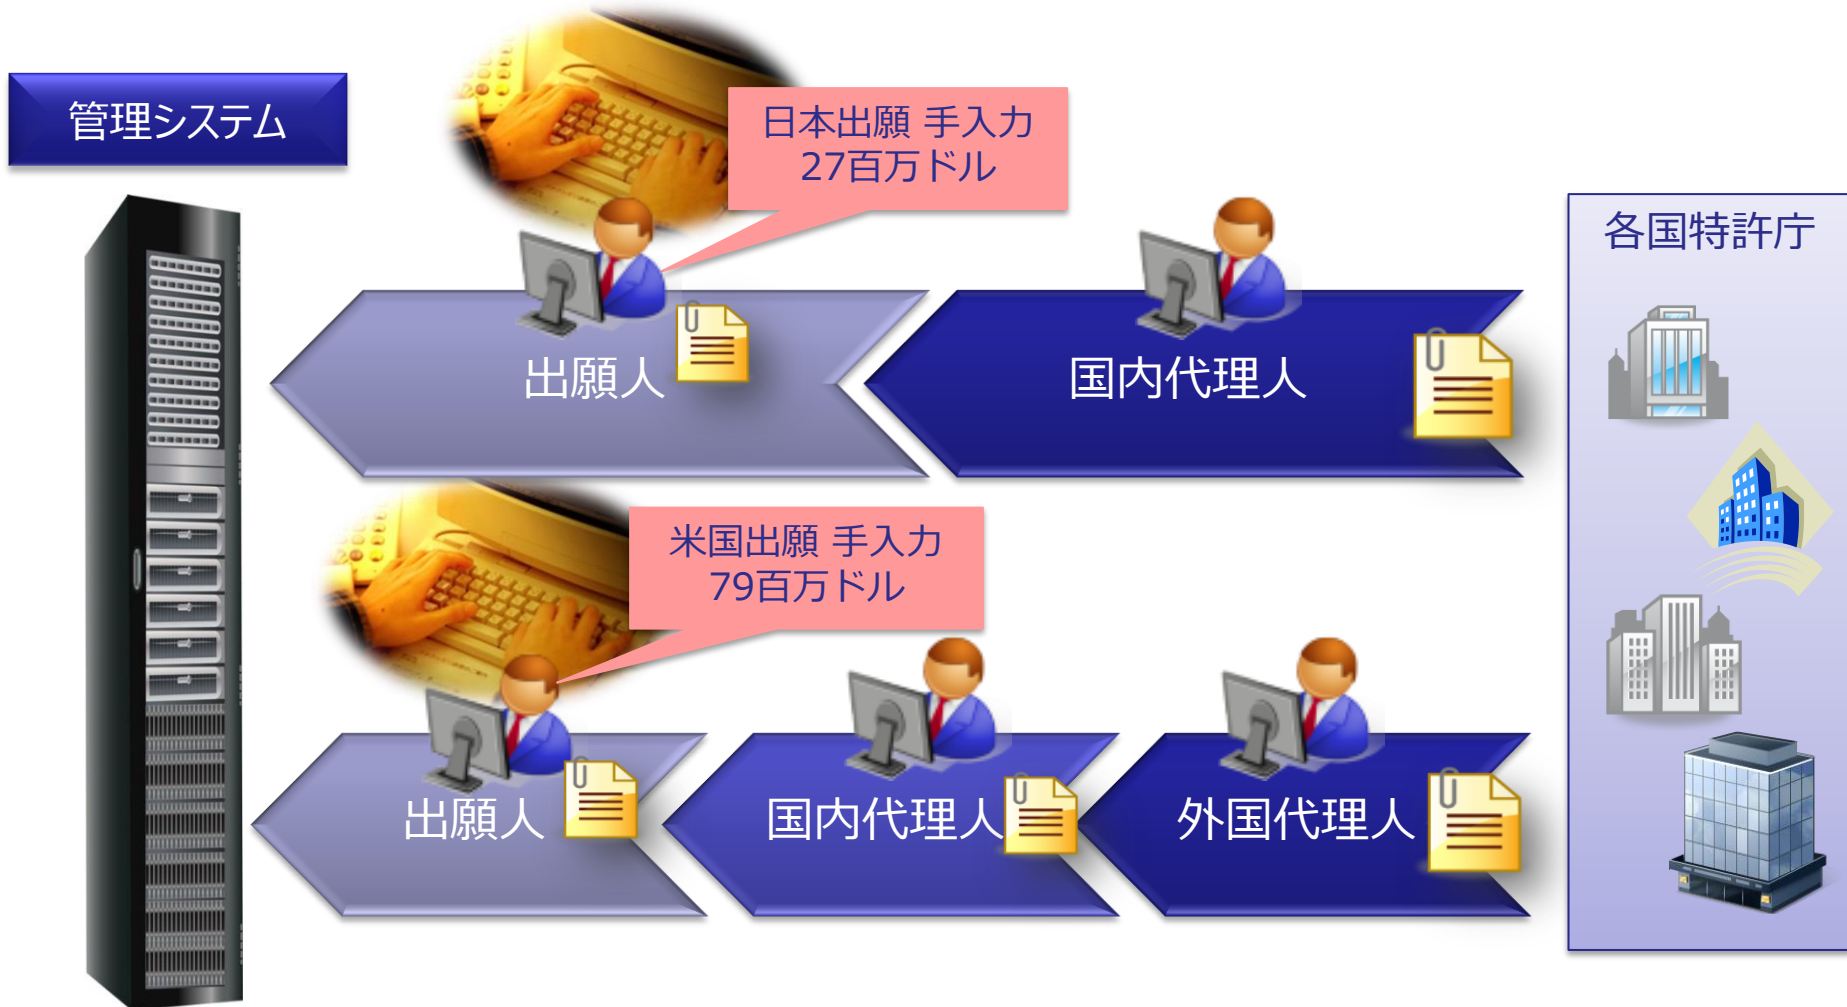 管理システム
日本出願 手入力
27百万ドル
各国特許庁
出願人
国内代理人
米国出願 手入力
79百万ドル
出願人
国内代理人
外国代理人